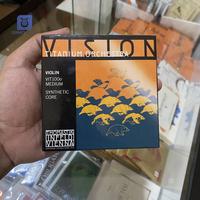 VISION
TITANIUM ORCHESTRA
VIOLIN
VIT100o
MEDIUM
SYNTHETIC
CORE
THOMASTIK
INFELD
VIENNA